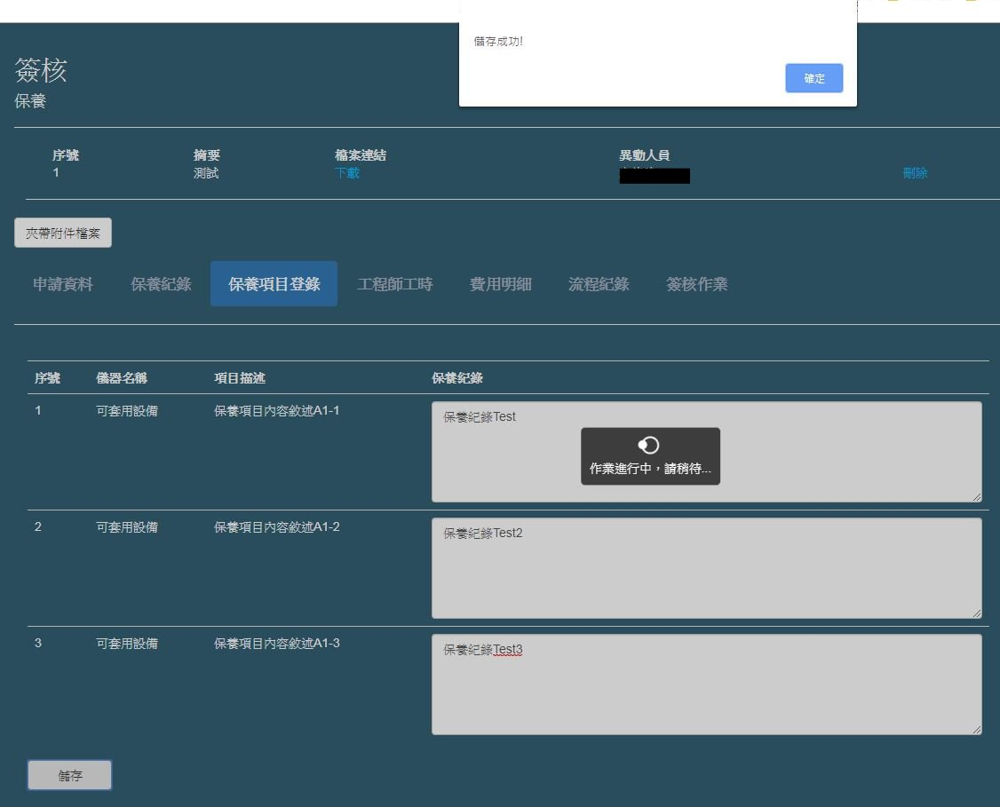 儲存成功!
確定
簽核
保養
序號 摘要 檔案連結 異動人員
1 測試 下載 刪除
夾帶附件檔案
申請資料 保養紀錄 保養項目登錄 工程師工時 費用明細 流程紀錄 簽核作業
序號 儀器名稱 項目描述 保養紀錄
1 可套用設備 保養項目內容敘述A1-1 保養紀錄Test
作業進行中，請稍待...
2 可套用設備 保養項目內容敘述A1-2 保養紀錄Test2
3 可套用設備 保養項目內容敘述A1-3 保養紀錄Test3
儲存